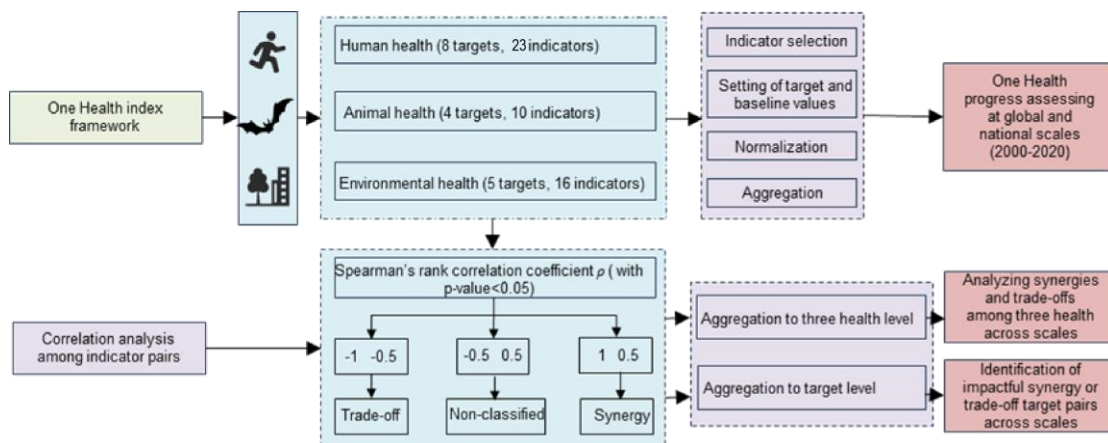 One Health index
framework
Human health (8 targets, 23 indicators)
Animal health (4 targets, 10 indicators)
Environmental health (5 targets, 16 indicators)
Indicator selection
Setting of target and
baseline values
Normalization
Aggregation
One Health
progress assessing
at global and
national scales
(2000-2020)
Correlation analysis
among indicator pairs
Spearman's rank correlation coefficient ρ ( with
p-value<0.05)
-1 -0.5
-0.5 0.5
1 0.5
Trade-off
Non-classified
Synergy
Aggregation to three health level
Aggregation to target level
Analyzing synergies
and trade-offs
among three health
across scales
Identification of
impactful synergy or
trade-off target pairs
across scales